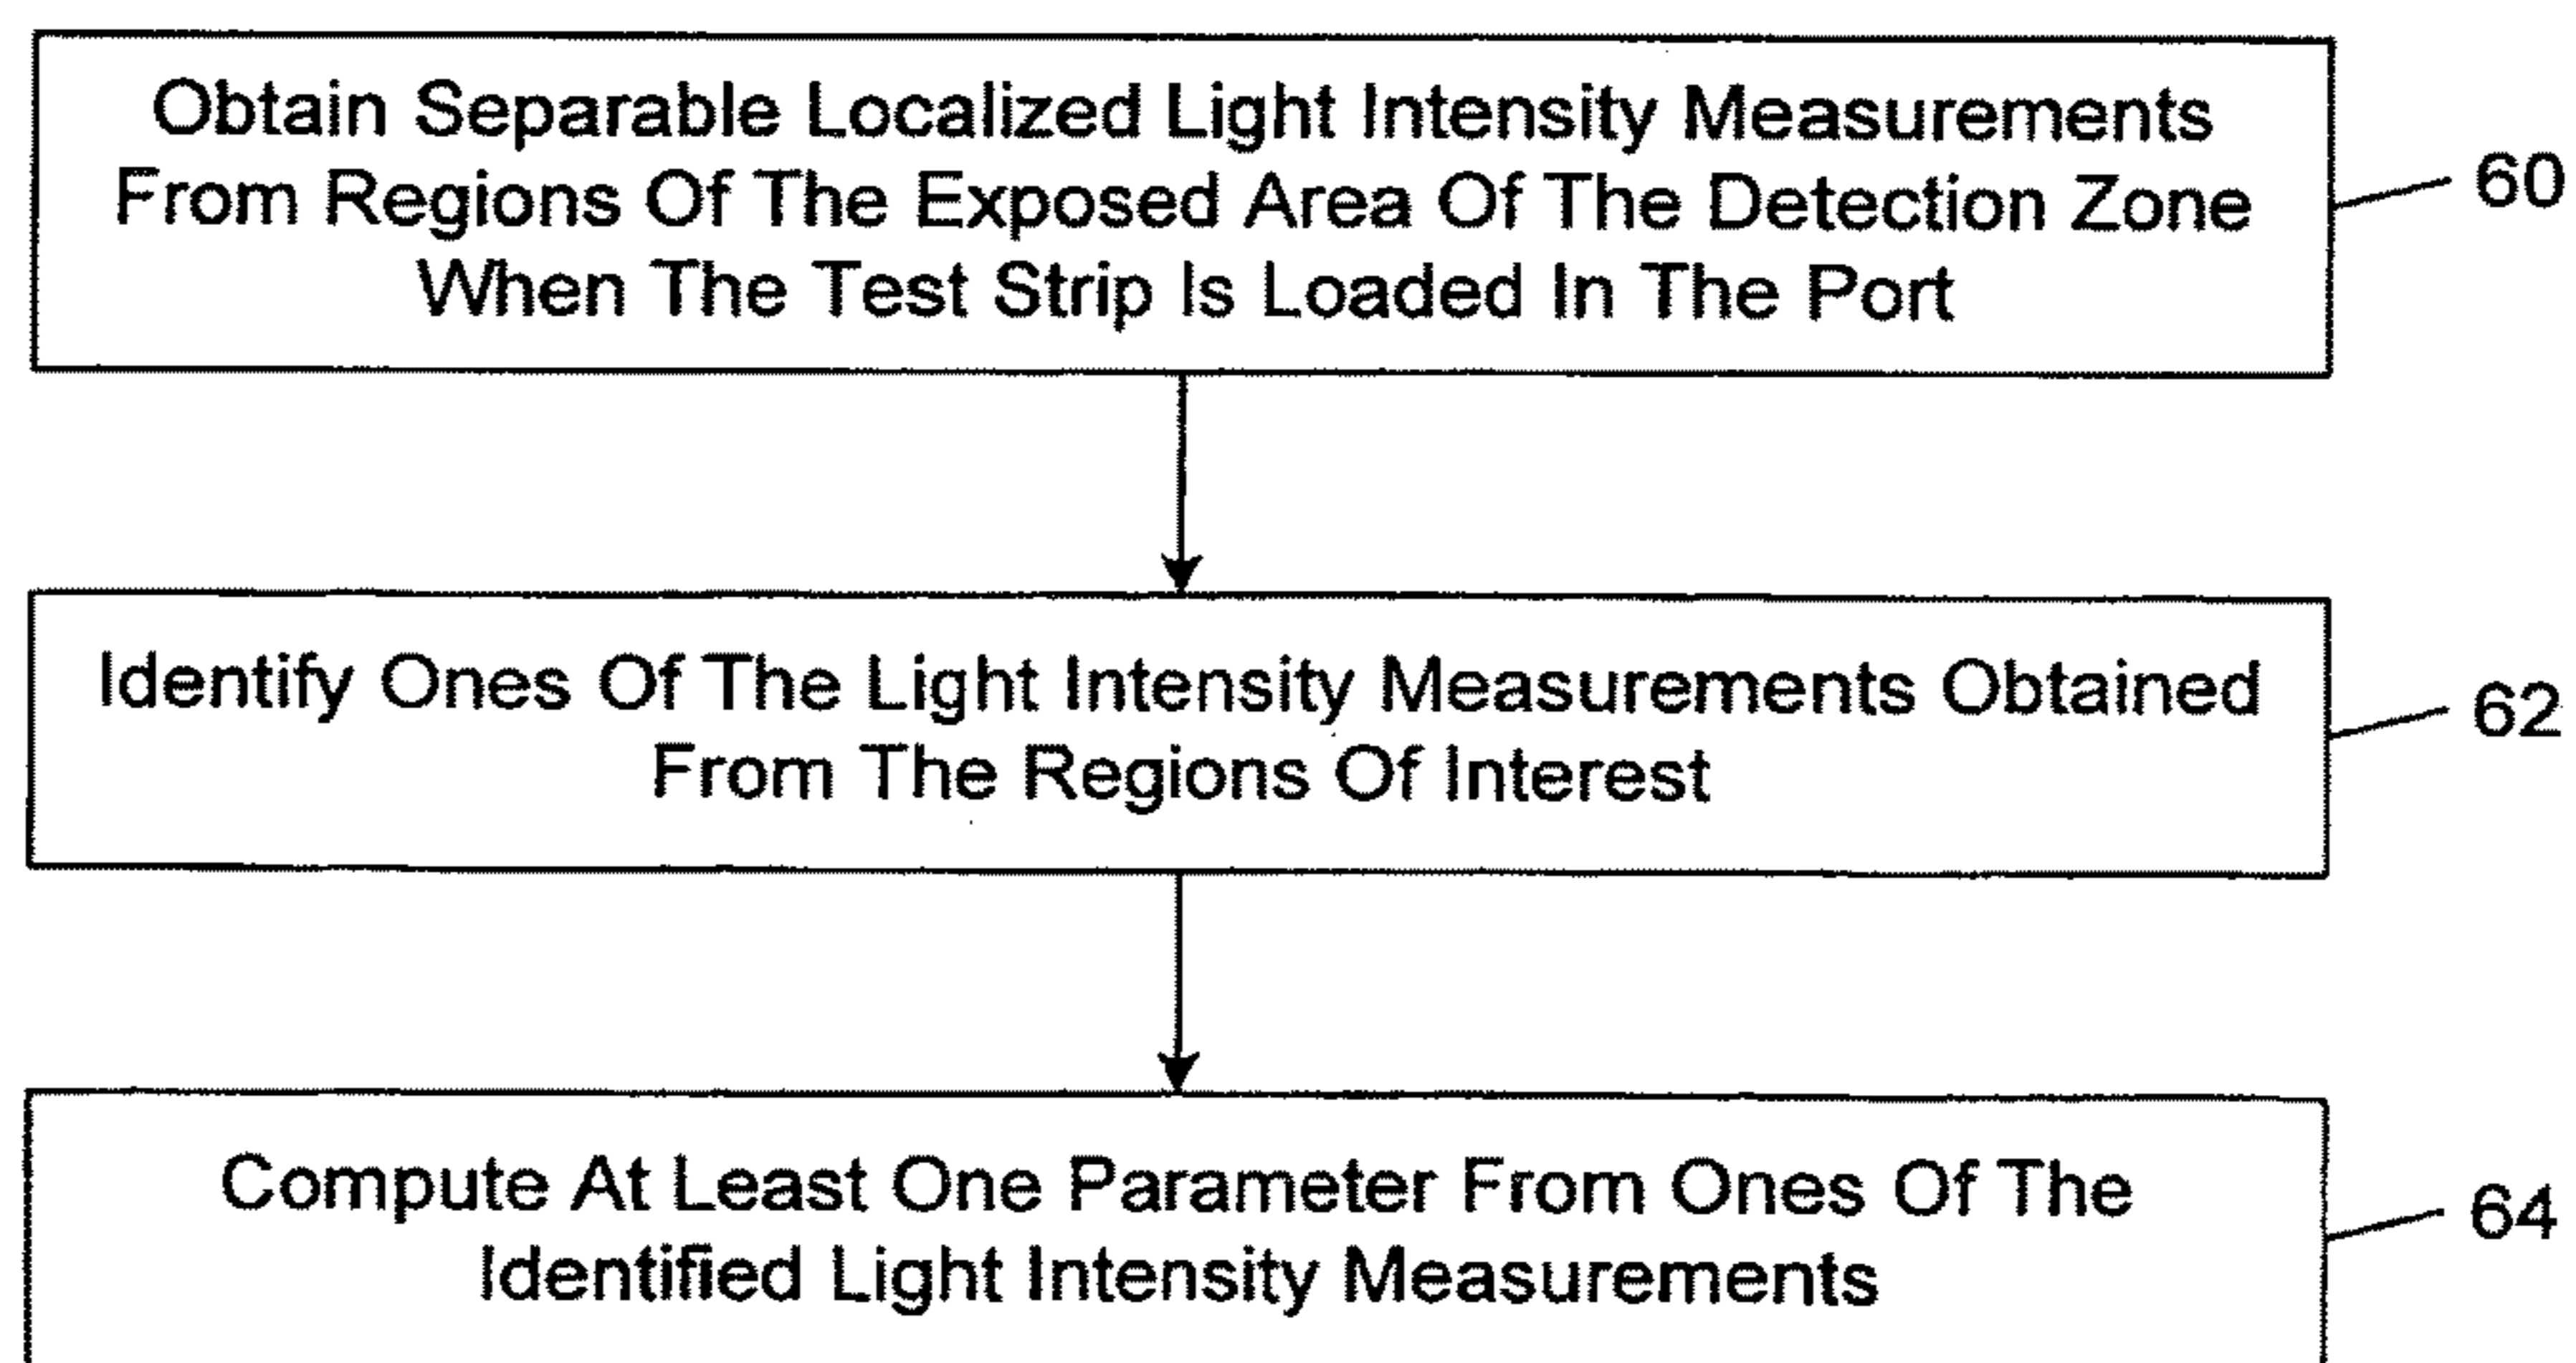 Obtain Separable Localized Light Intensity Measurements
From Regions Of The Exposed Area Of The Detection Zone
When The Test Strip Is Loaded In The Port
60
Identify Ones Of The Light Intensity Measurements Obtained
From The Regions Of Interest
62
Compute At Least One Parameter From Ones Of The
Identified Light Intensity Measurements
64